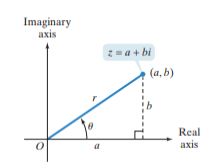 Imaginary
axis
z = a + bi
(a, b)
r
b
θ
Real
axis
O
a